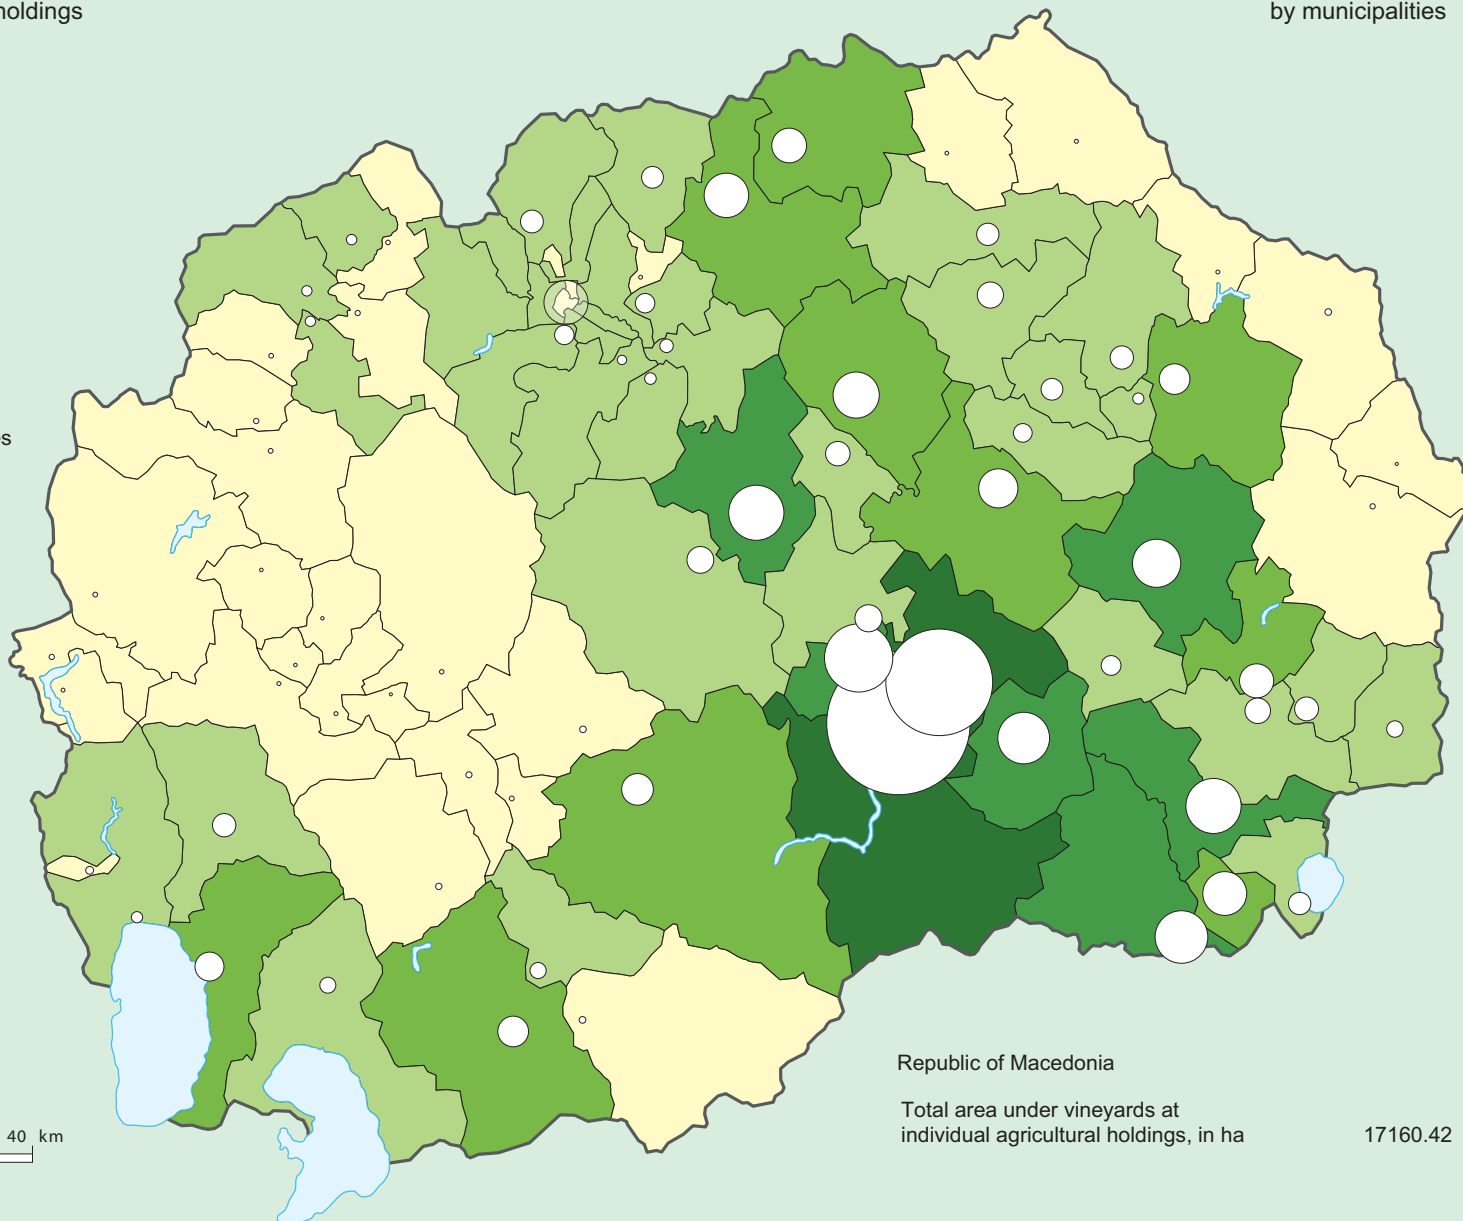 holdings
by municipalities
es
Republic of Macedonia
Total area under vineyards at
individual agricultural holdings, in ha 17160.42
40 km